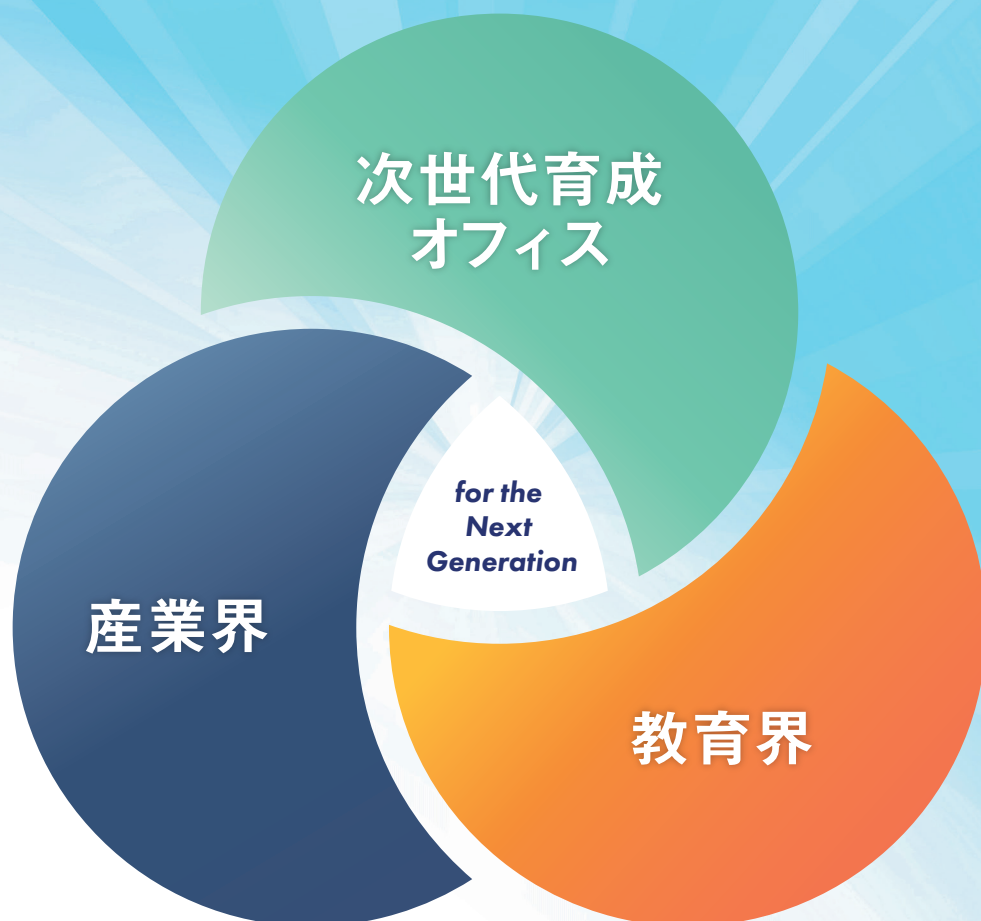 次世代育成
オフィス
for the
Next
Generation
産業界
教育界